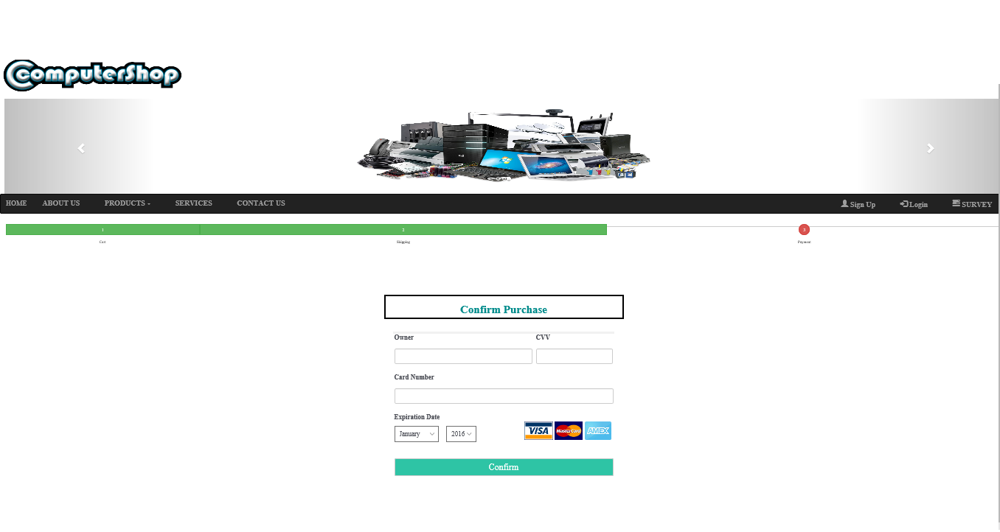 ComputerShop
HOME ABOUT US PRODUCTS SERVICES CONTACT US Sign Up Login SURVEY
1 2 3
Cart Shipping Payment
Confirm Purchase
Owner CVV
Card Number
Expiration Date
January 2016 VISA MasterCard AMEX
Confirm